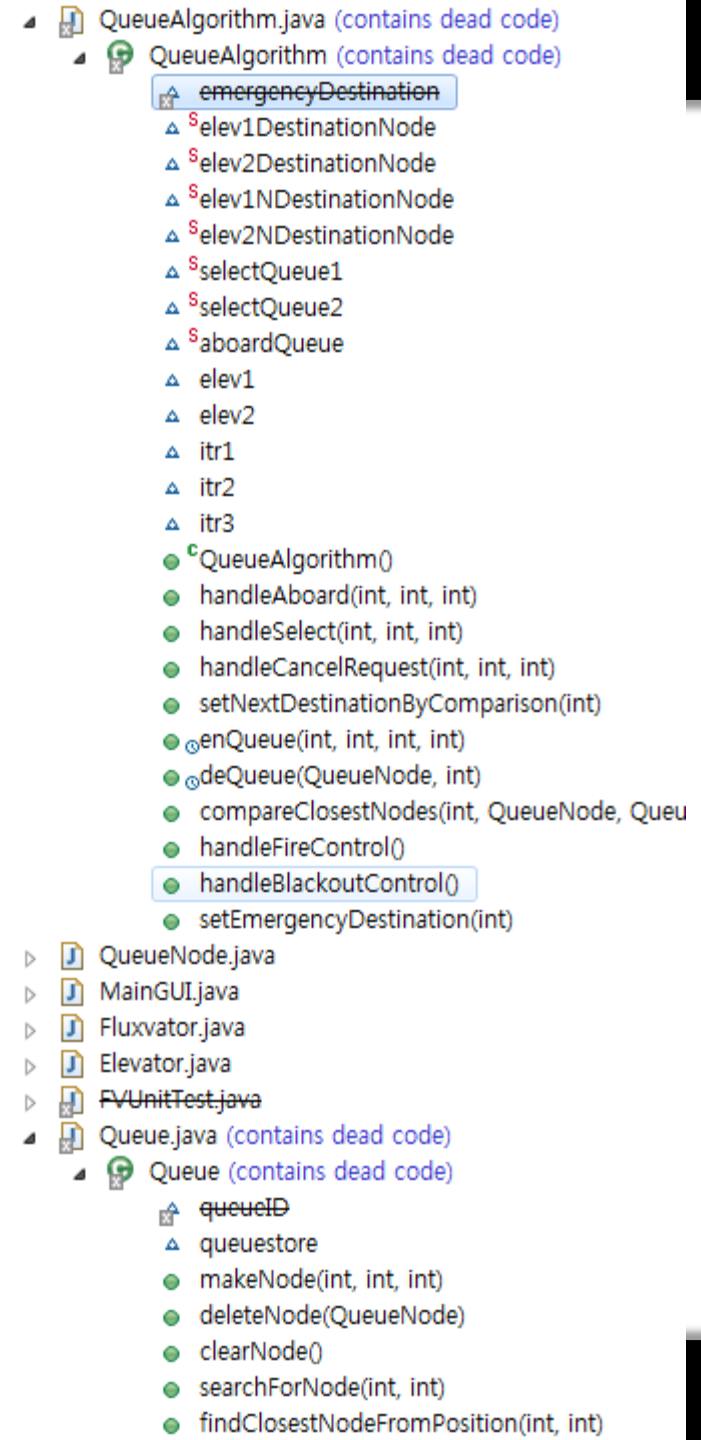 QueueAlgorithm.java (contains dead code)
QueueAlgorithm (contains dead code)
emergencyDestination
S elev1DestinationNode
S elev2DestinationNode
S elev1NDestinationNode
S elev2NDestinationNode
S selectQueue1
S selectQueue2
S aboardQueue
elev1
elev2
itr1
itr2
itr3
C QueueAlgorithm()
handleAboard(int, int, int)
handleSelect(int, int, int)
handleCancelRequest(int, int, int)
setNextDestinationByComparison(int)
enQueue(int, int, int, int)
deQueue(QueueNode, int)
compareClosestNodes(int, QueueNode, Queu
handleFireControl()
handleBlackoutControl()
setEmergencyDestination(int)
J QueueNode.java
J MainGUI.java
J Fluxvator.java
J Elevator.java
FVUnitTest.java
Queue.java (contains dead code)
Queue (contains dead code)
queueID
queuestore
makeNode(int, int, int)
deleteNode(QueueNode)
clearNode()
searchForNode(int, int)
findClosestNodeFromPosition(int, int)